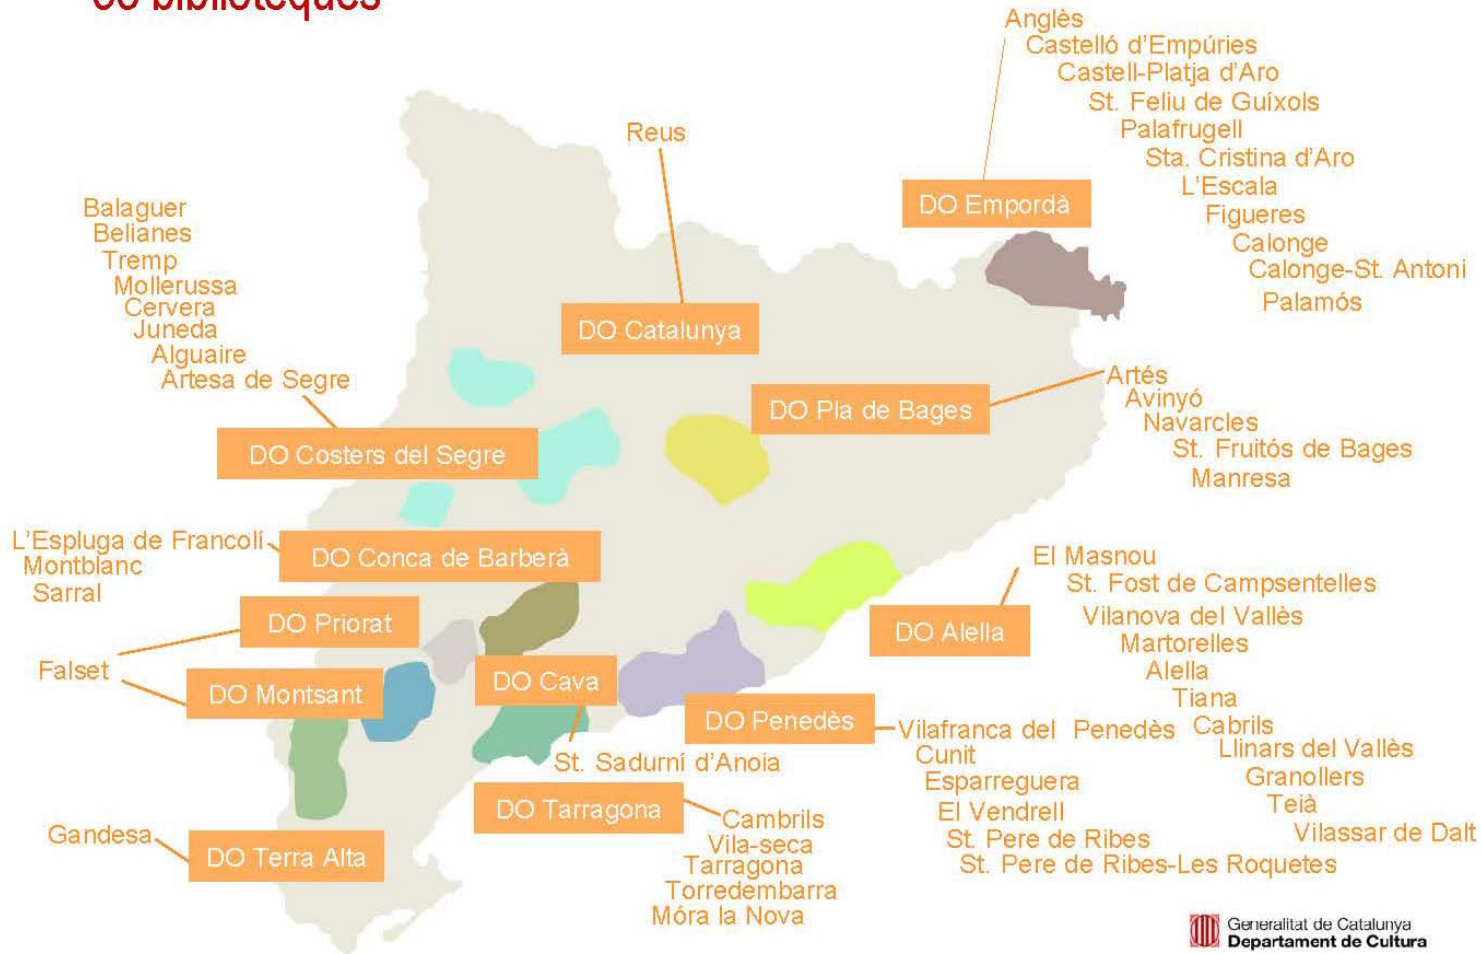 biblioteques
Anglès
Castelló d'Empúries
Castell-Platja d'Aro
St. Feliu de Guíxols
Palafrugell
Sta. Cristina d'Aro
L'Escala
Figueres
Calonge
Calonge-St. Antoni
Palamós
DO Empordà
Reus
DO Catalunya
Balaguer
Belianes
Tremp
Mollerussa
Cervera
Juneda
Alguaire
Artesa de Segre
DO Costers del Segre
DO Pla de Bages
Artés
Avinyó
Navarcles
St. Fruitós de Bages
Manresa
L'Espluga de Francolí
Montblanc
Sarral
DO Conca de Barberà
DO Priorat
Falset
DO Montsant
DO Cava
St. Sadurní d'Anoia
DO Alella
El Masnou
St. Fost de Campsentelles
Vilanova del Vallès
Martorelles
Alella
Tiana
Cabrils
Llinars del Vallès
Granollers
Teià
Vilassar de Dalt
DO Penedès
Vilafranca del Penedès
Cunit
Esparreguera
El Vendrell
St. Pere de Ribes
St. Pere de Ribes-Les Roquetes
DO Tarragona
Cambrils
Vila-seca
Tarragona
Torredembarra
Móra la Nova
Gandesa
DO Terra Alta
Generalitat de Catalunya
Departament de Cultura